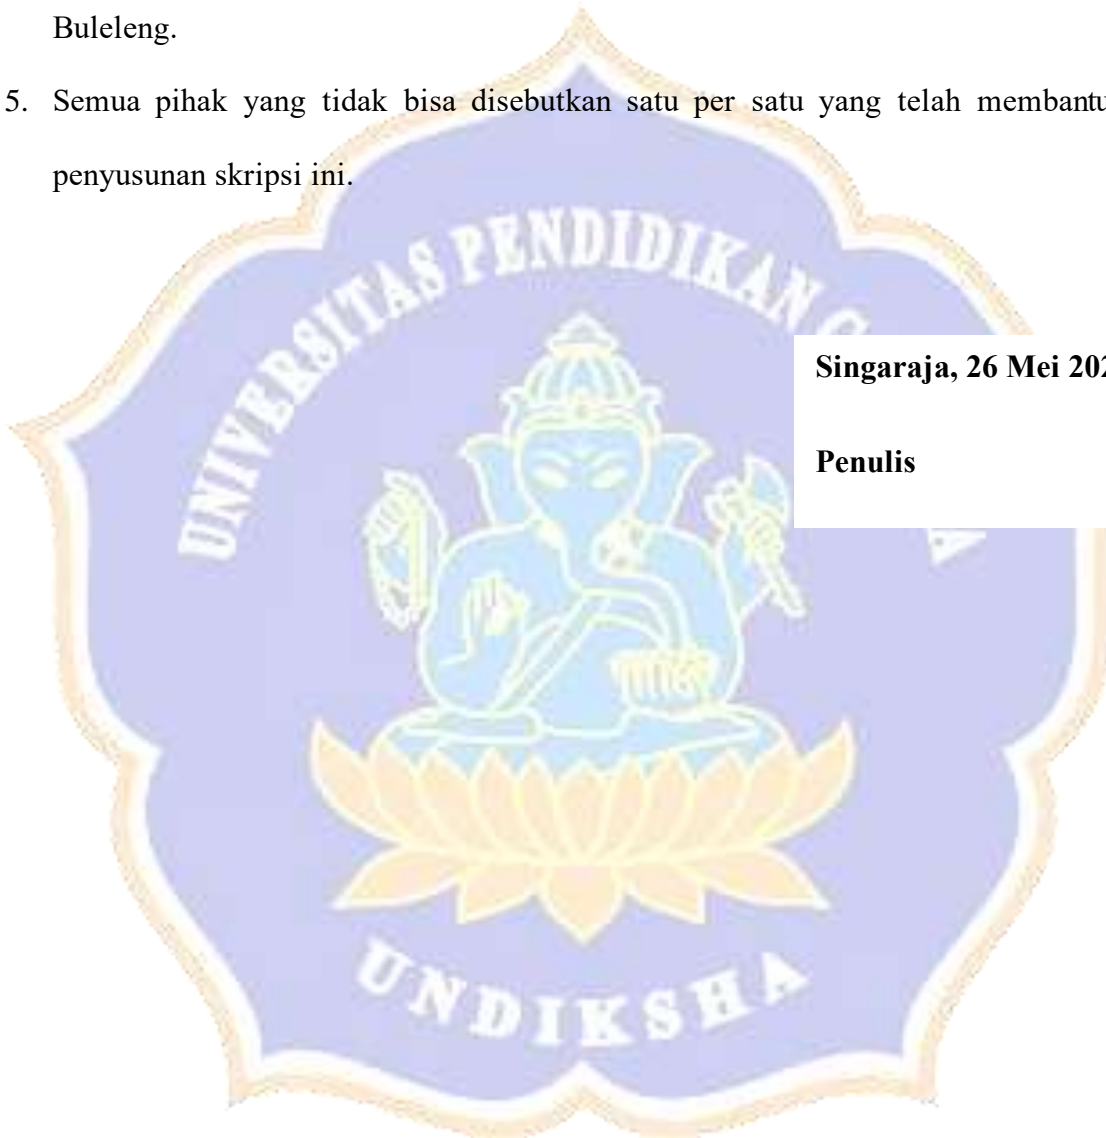 Buleleng.
5. Semua pihak yang tidak bisa disebutkan satu per satu yang telah membantu
penyusunan skripsi ini.
UNIVERSITAS PENDIDIKAN
Singaraja, 26 Mei 202
Penulis
UNDIKSHA